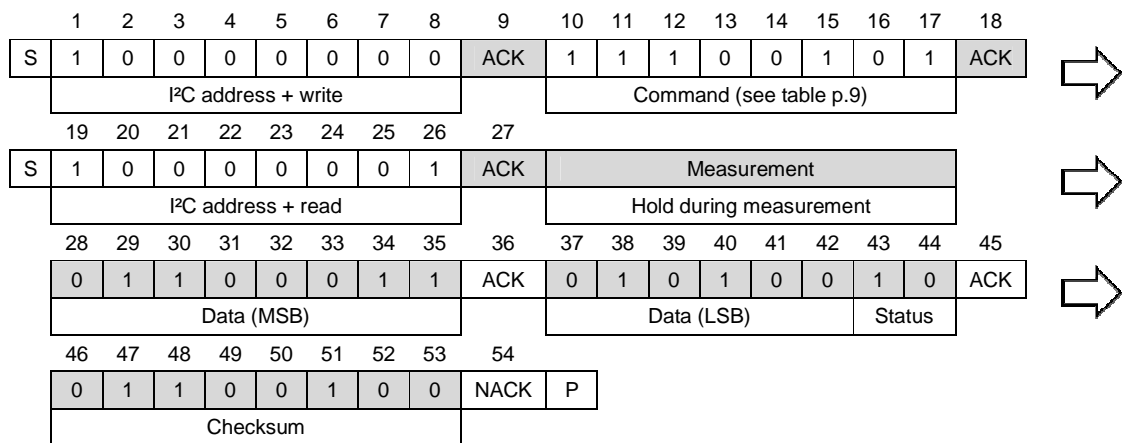 1 2 3 4 5 6 7 8 9 10 11 12 13 14 15 16 17 18
S 1 0 0 0 0 0 0 0 ACK 1 1 1 0 0 1 0 1 ACK
I²C address + write Command (see table p.9)
19 20 21 22 23 24 25 26 27
S 1 0 0 0 0 0 0 1 ACK Measurement
I²C address + read Hold during measurement
28 29 30 31 32 33 34 35 36 37 38 39 40 41 42 43 44 45
0 1 1 0 0 0 1 1 ACK 0 1 0 1 0 0 1 0 ACK
Data (MSB) Data (LSB) Status
46 47 48 49 50 51 52 53 54
0 1 1 0 0 1 0 0 NACK P
Checksum